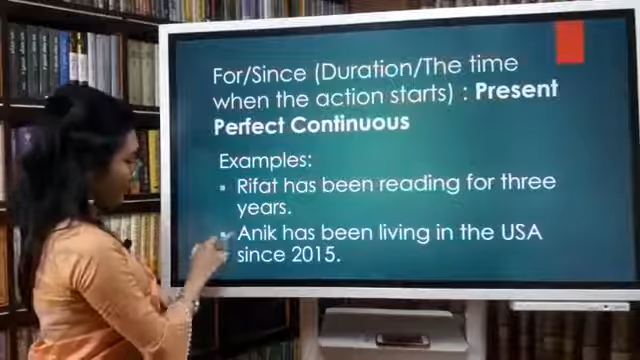 For/Since (Duration/The time
when the action starts) : Present
Perfect Continuous
Examples:
▪ Rifat has been reading for three
years.
▪ Anik has been living in the USA
since 2015.